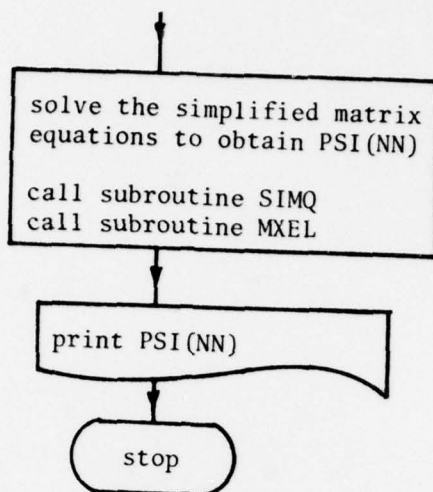 solve the simplified matrix
equations to obtain PSI(NN)
call subroutine SIMQ
call subroutine MXEL
print PSI(NN)
stop